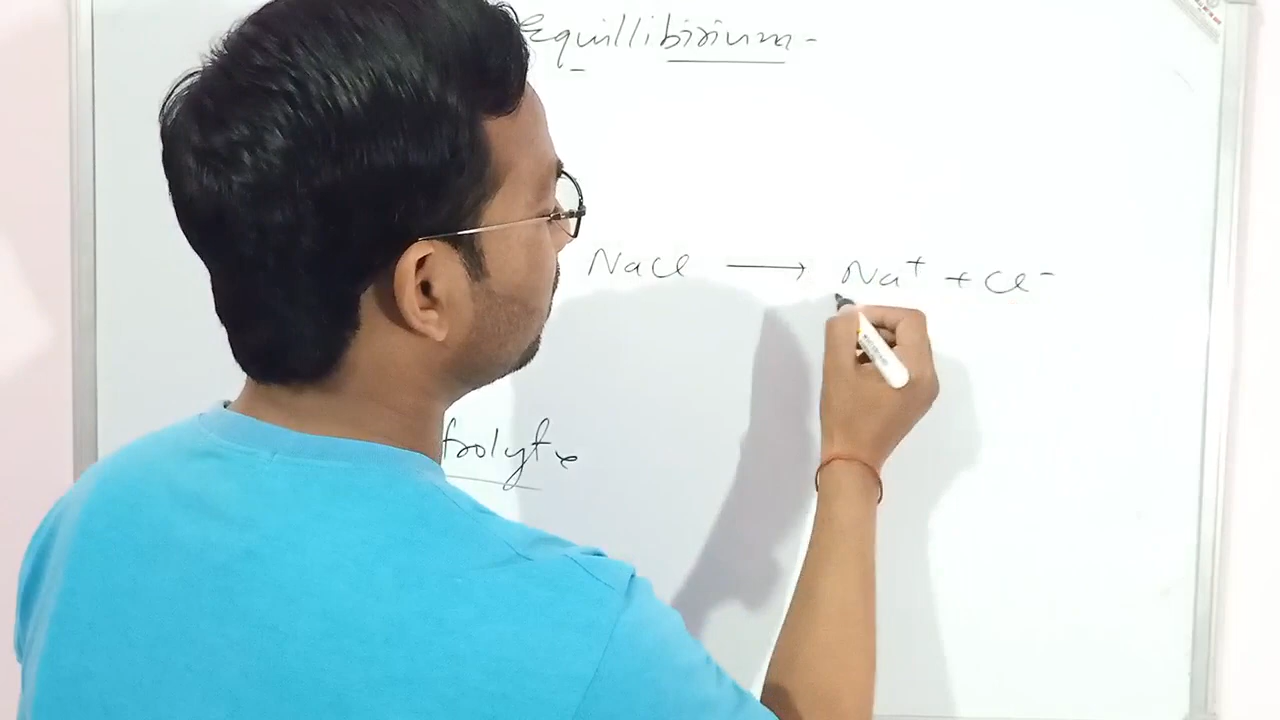 Equillibirium -
NaCl ⟶ Na⁺ + Cl⁻
trolyte